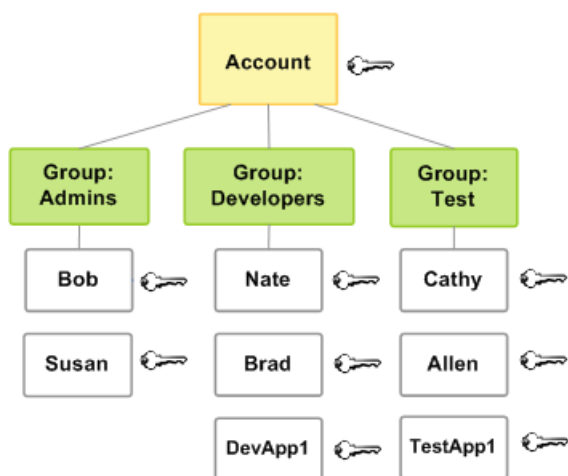 Account
Group:
Admins
Group:
Developers
Group:
Test
Bob
Nate
Cathy
Susan
Brad
Allen
DevApp1
TestApp1